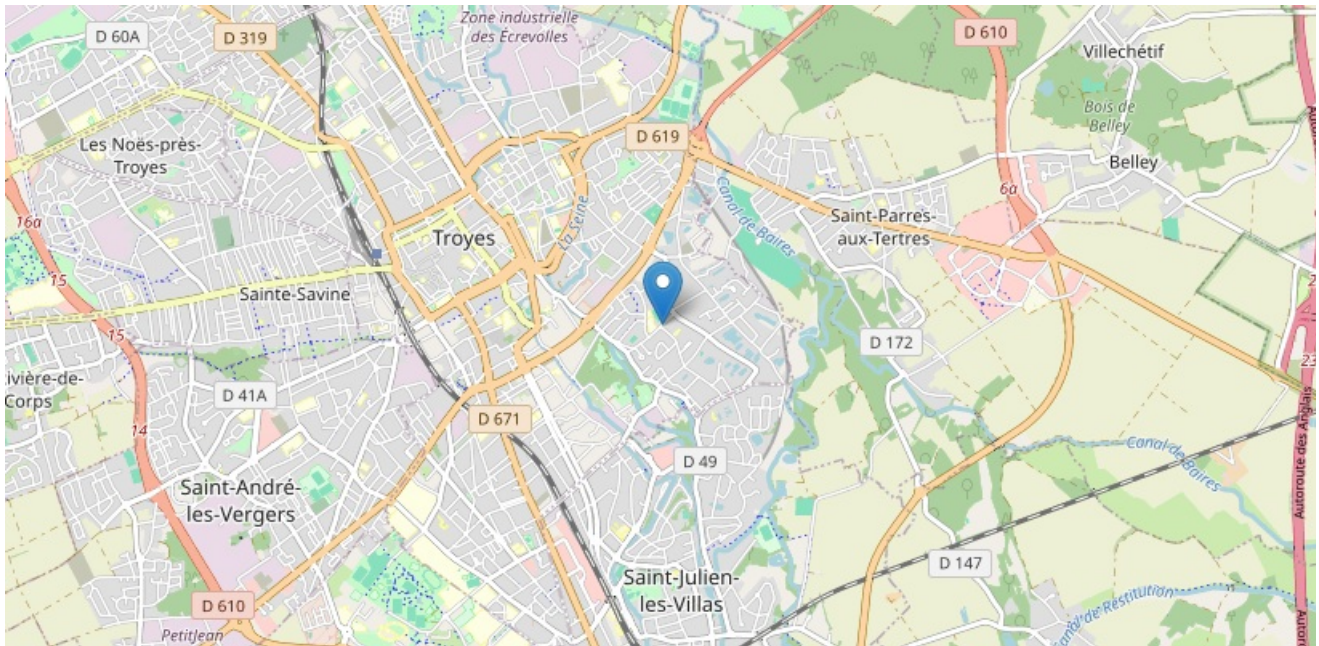 D 60A
D 319
Zone industrielle
des Écrevolles
D 610
Villechétif
Bois de
Belley
Les Noës-près-
Troyes
D 619
Belley
16a
6a
Canal de Baires
Saint-Parres-
aux-Tertres
Troyes
la Seine
15
Sainte-Savine
15
D 172
ivière-de-
Corps
D 41A
D 671
14
Autoroute des Anglais
D 49
Canal de Baires
Saint-André-
les-Vergers
D 147
Saint-Julien-
les-Villas
D 610
Canal de Restitution
PetitJean